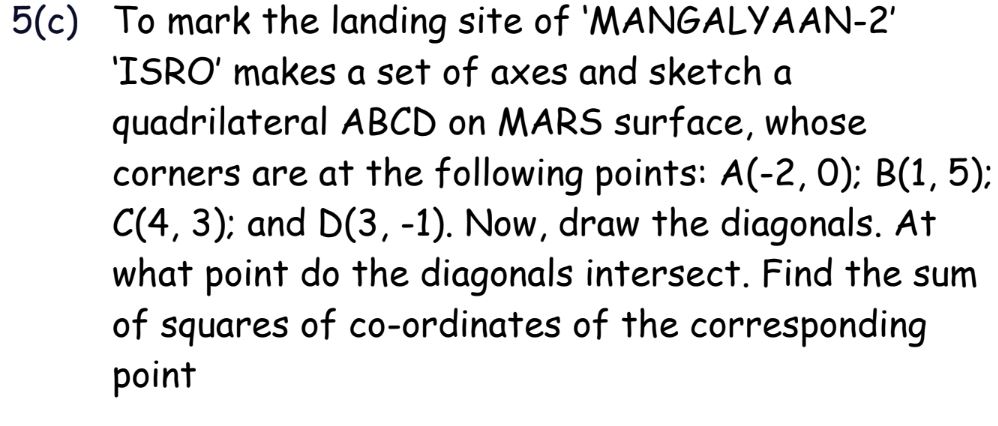 5(c) To mark the landing site of 'MANGALYAAN-2'
'ISRO' makes a set of axes and sketch a
quadrilateral ABCD on MARS surface, whose
corners are at the following points: A(-2, 0); B(1, 5);
C(4, 3); and D(3, -1). Now, draw the diagonals. At
what point do the diagonals intersect. Find the sum
of squares of co-ordinates of the corresponding
point